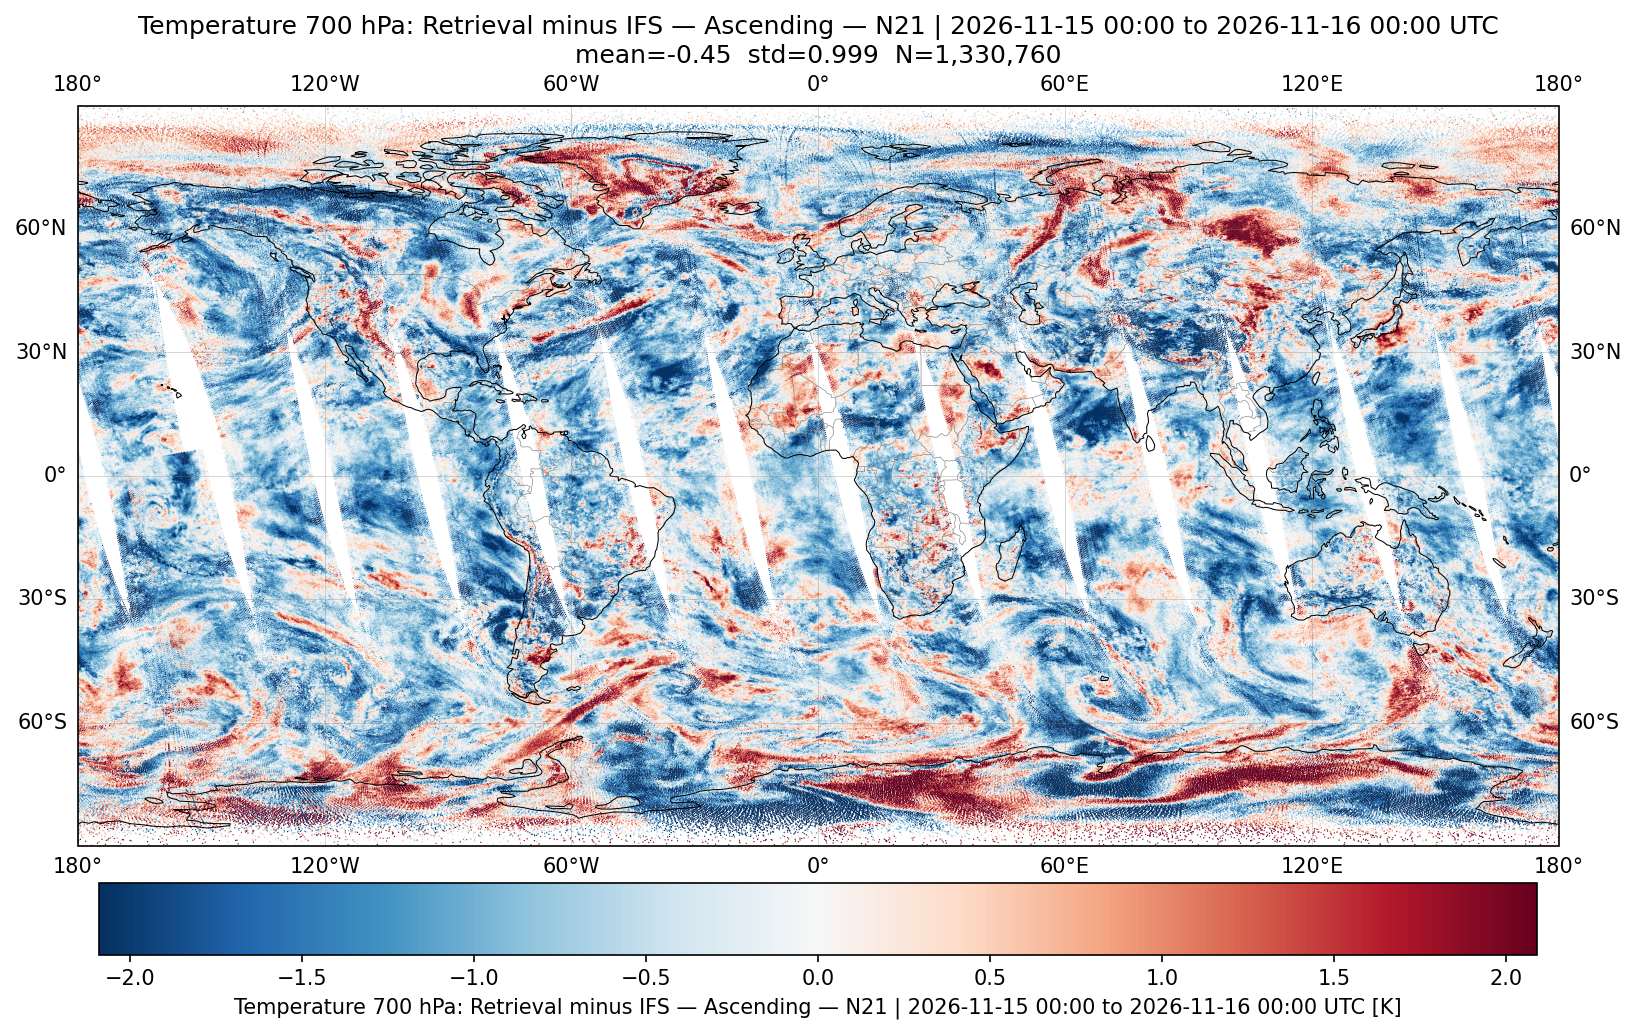 Temperature 700 hPa: Retrieval minus IFS — Ascending — N21 | 2026-11-15 00:00 to 2026-11-16 00:00 UTC
mean=-0.45 std=0.999 N=1,330,760
180° 120°W 60°W 0° 60°E 120°E 180°
60°N 60°N
30°N 30°N
0° 0°
30°S 30°S
60°S 60°S
180° 120°W 60°W 0° 60°E 120°E 180°
−2.0 −1.5 −1.0 −0.5 0.0 0.5 1.0 1.5 2.0
Temperature 700 hPa: Retrieval minus IFS — Ascending — N21 | 2026-11-15 00:00 to 2026-11-16 00:00 UTC [K]